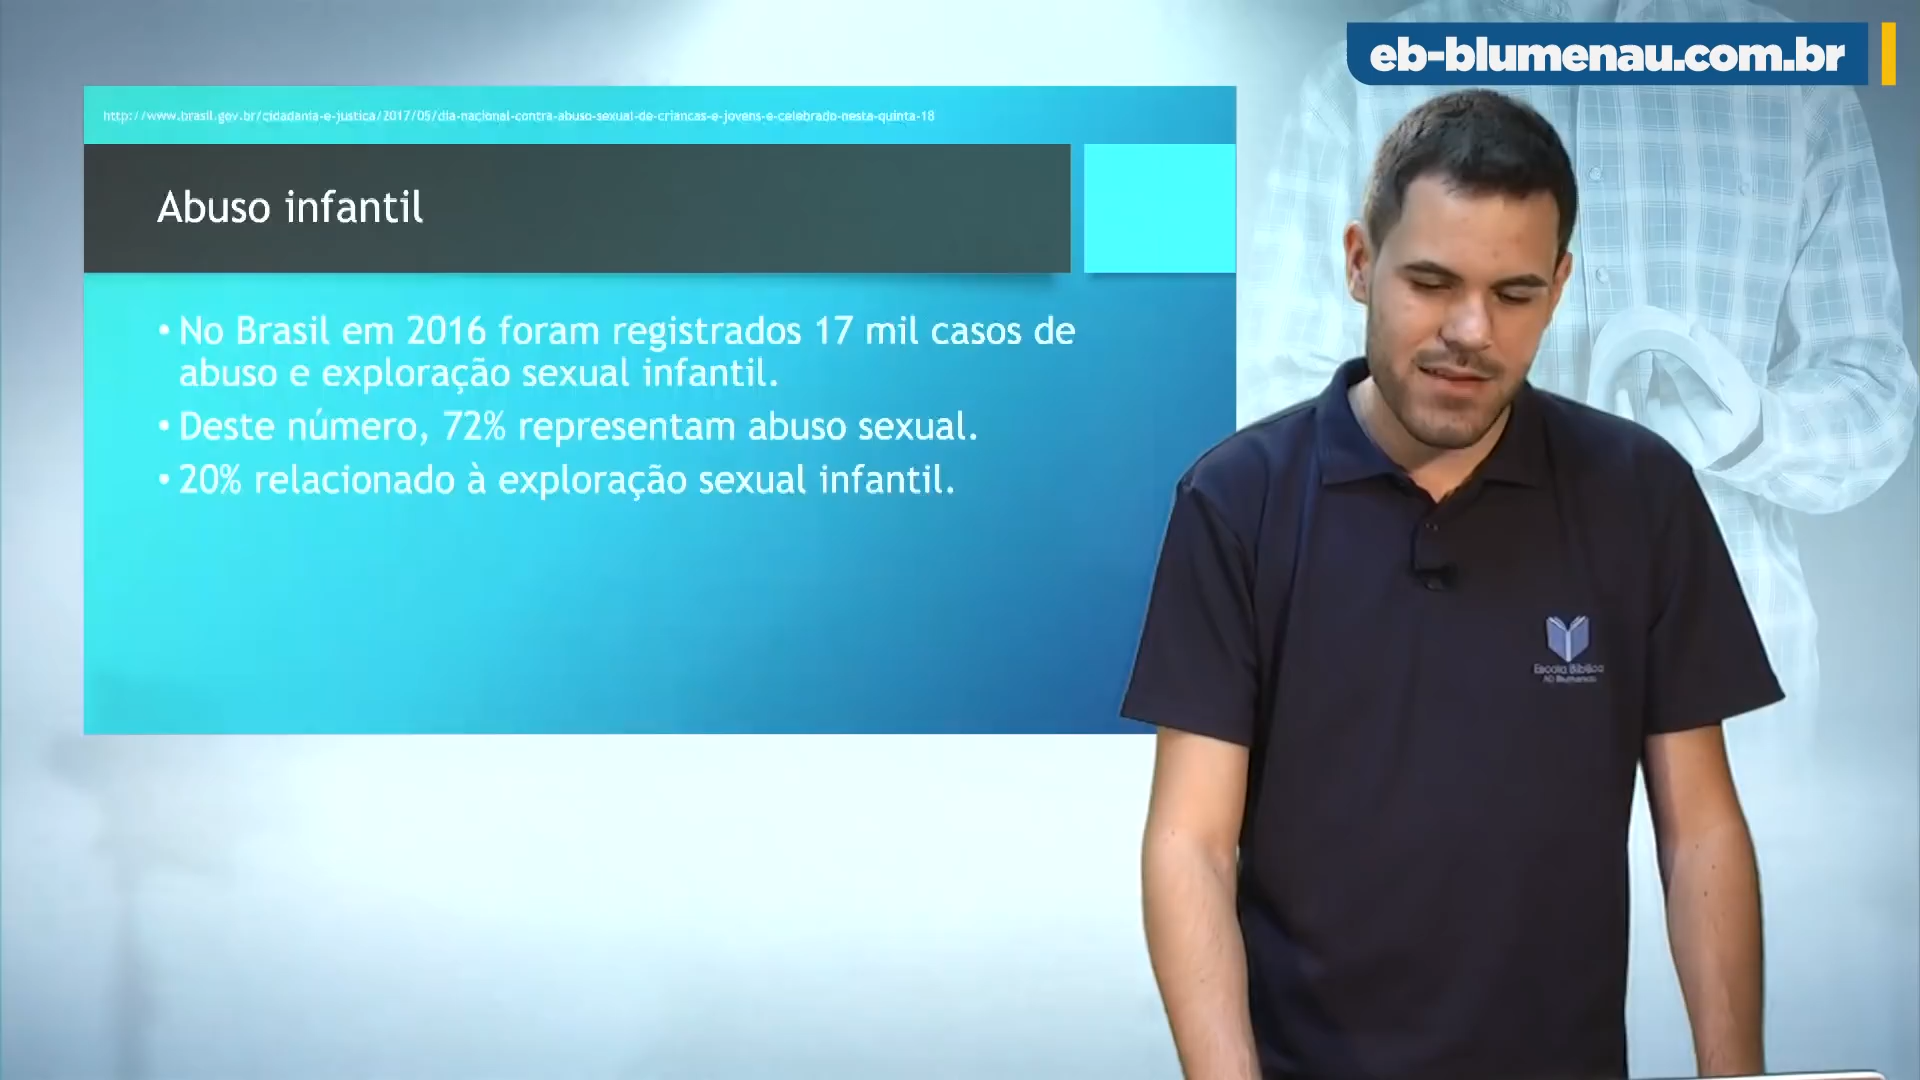 eb-blumenau.com.br
http://www.brasil.gov.br/cidadania-e-justica/2017/05/dia-nacional-contra-abuso-sexual-de-criancas-e-jovens-e-celebrado-nesta-quinta-18
Abuso infantil
• No Brasil em 2016 foram registrados 17 mil casos de
abuso e exploração sexual infantil.
• Deste número, 72% representam abuso sexual.
• 20% relacionado à exploração sexual infantil.
Escola Bíblica
AD Blumenau